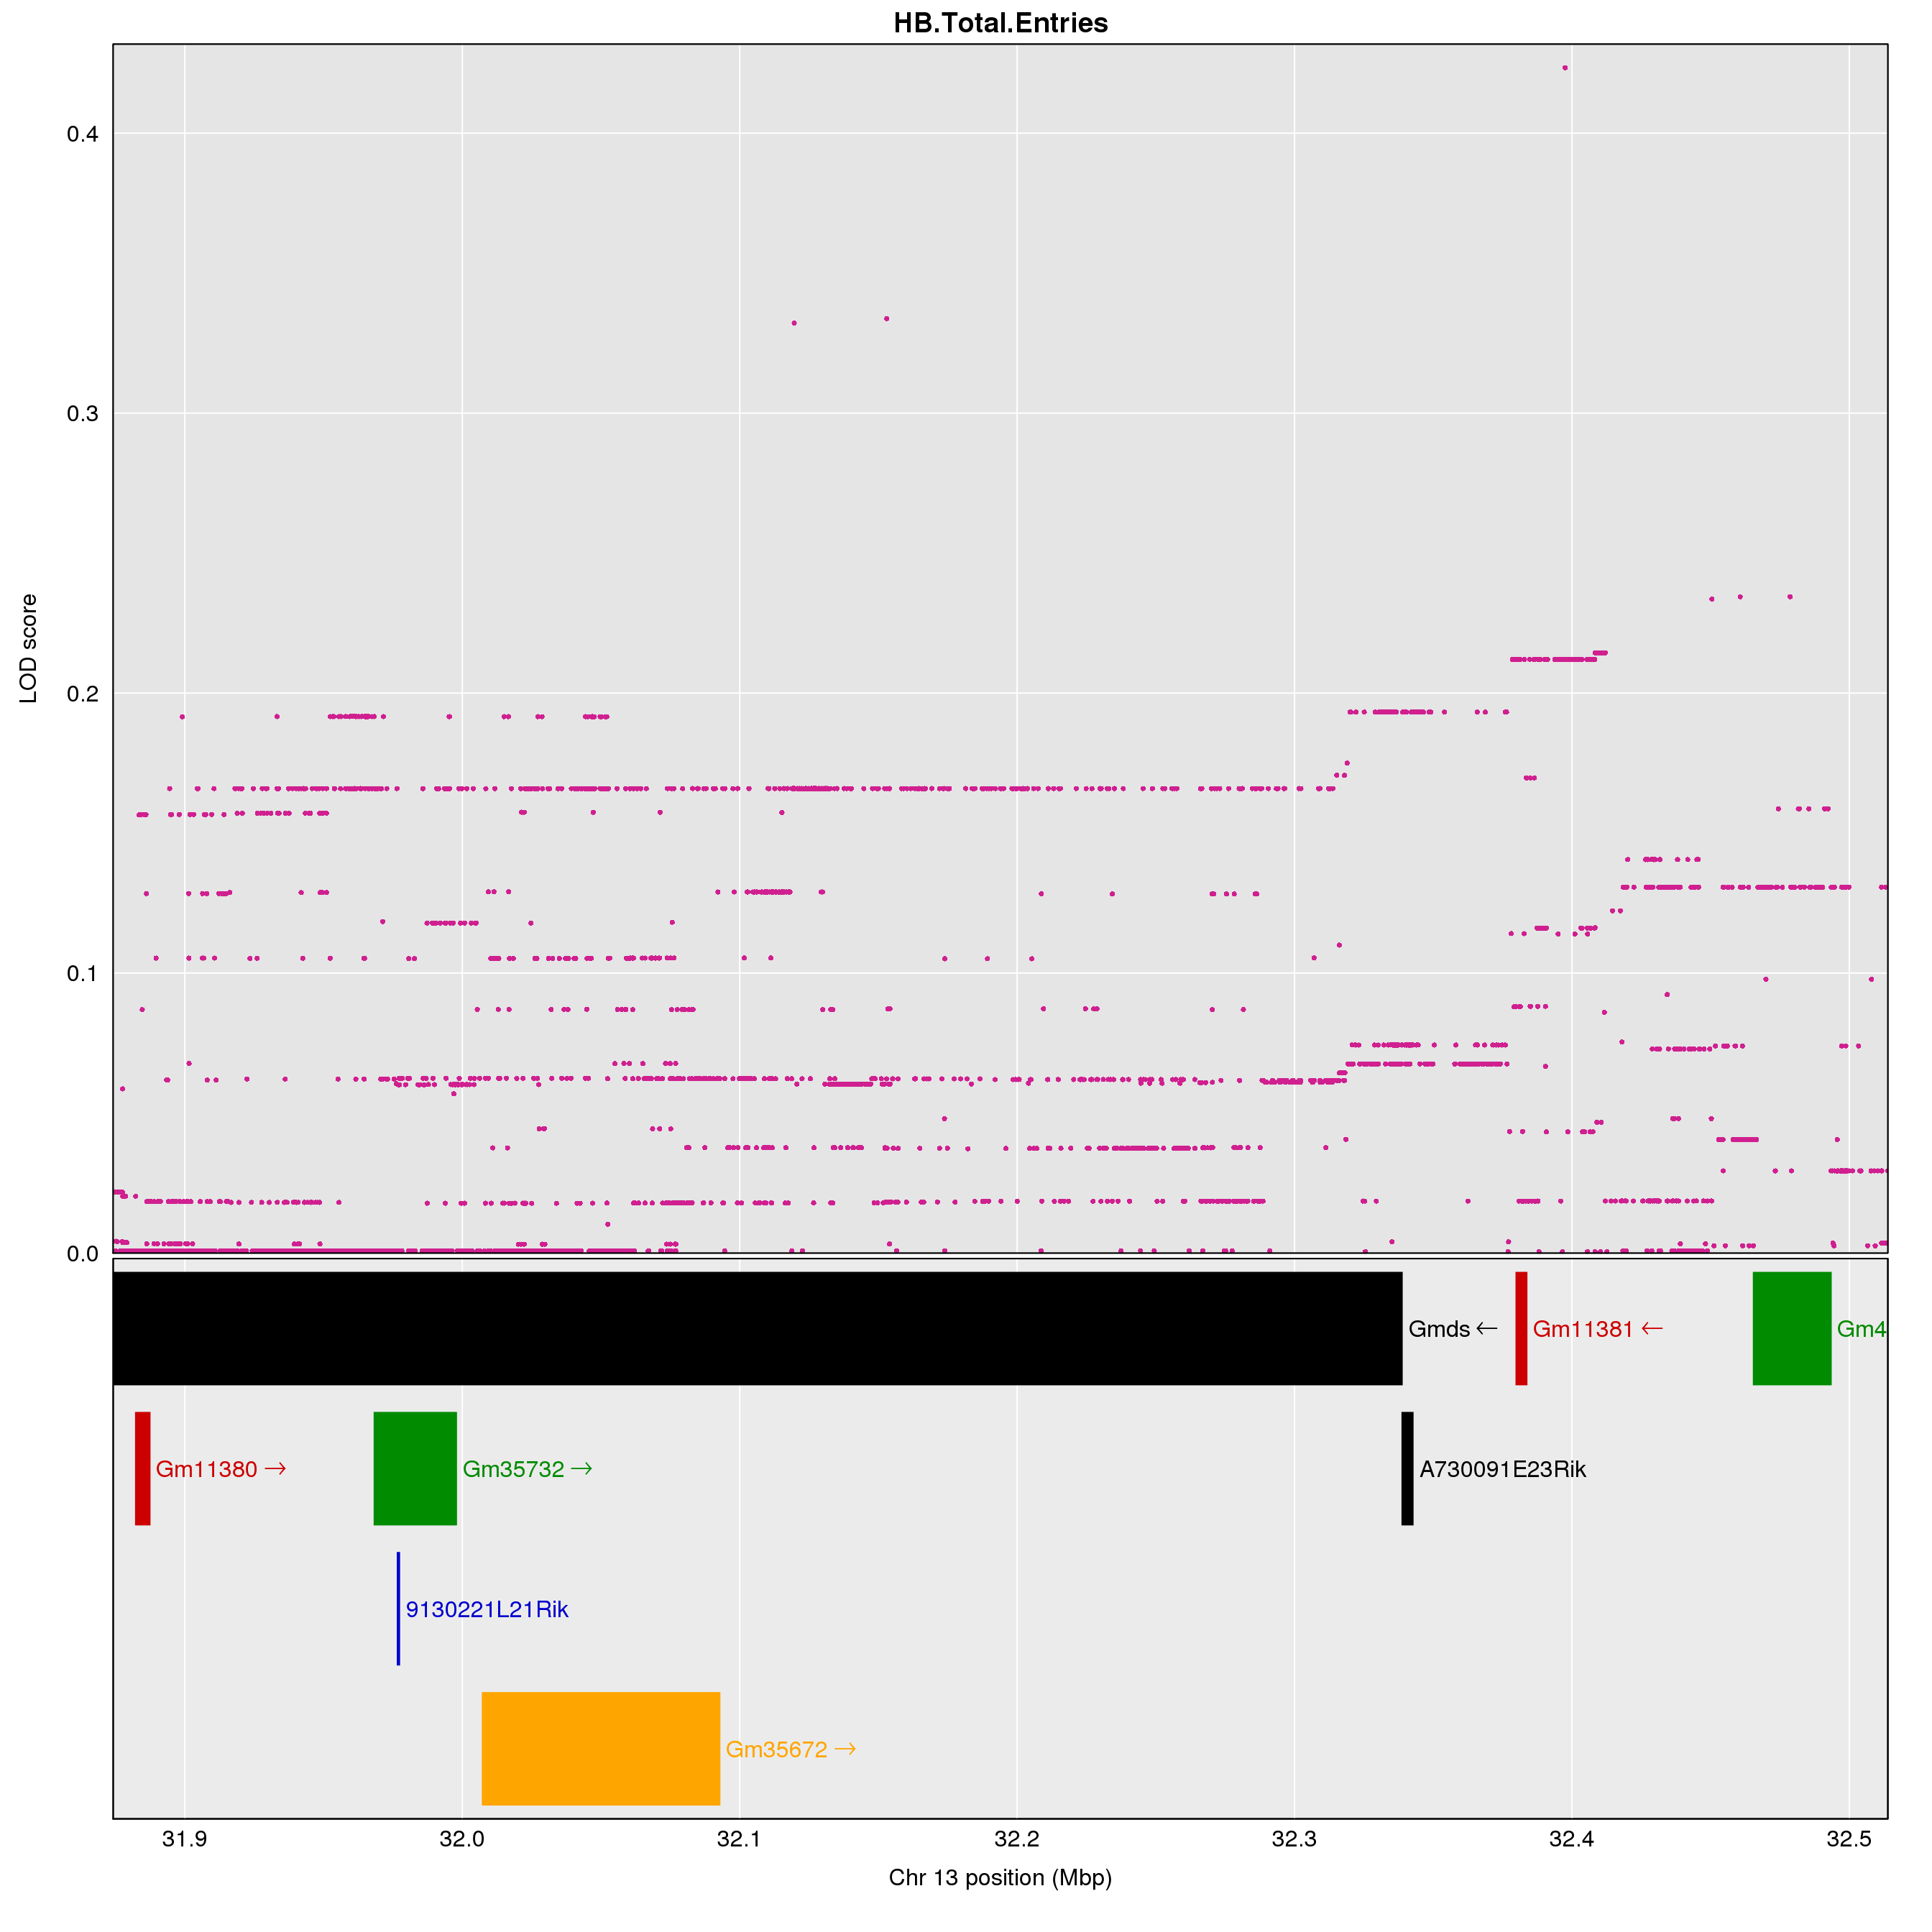 HB.Total.Entries
0.4
0.3
0.2
0.1
0.0
LOD score
Gmds ←
Gm11381 ←
Gm4
Gm11380 →
Gm35732 →
A730091E23Rik
9130221L21Rik
Gm35672 →
31.9 32.0 32.1 32.2 32.3 32.4 32.5
Chr 13 position (Mbp)